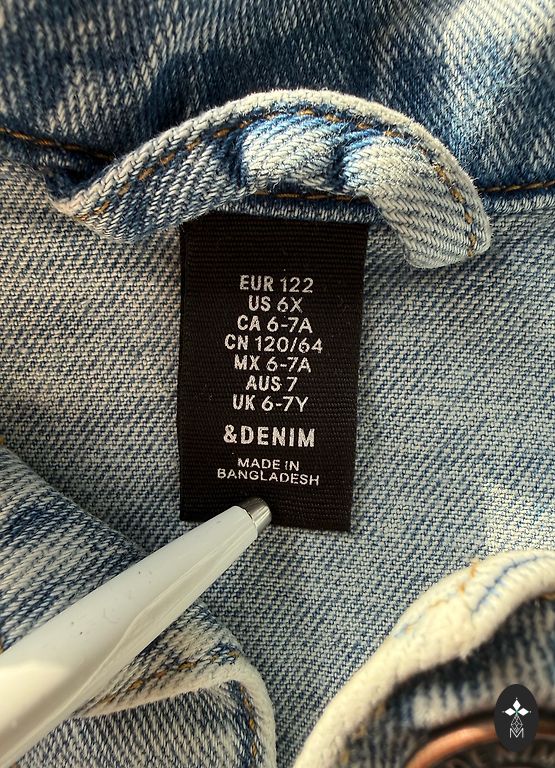 EUR 122
US 6X
CA 6-7A
CN 120/64
MX 6-7A
AUS 7
UK 6-7Y
&DENIM
MADE IN
BANGLADESH